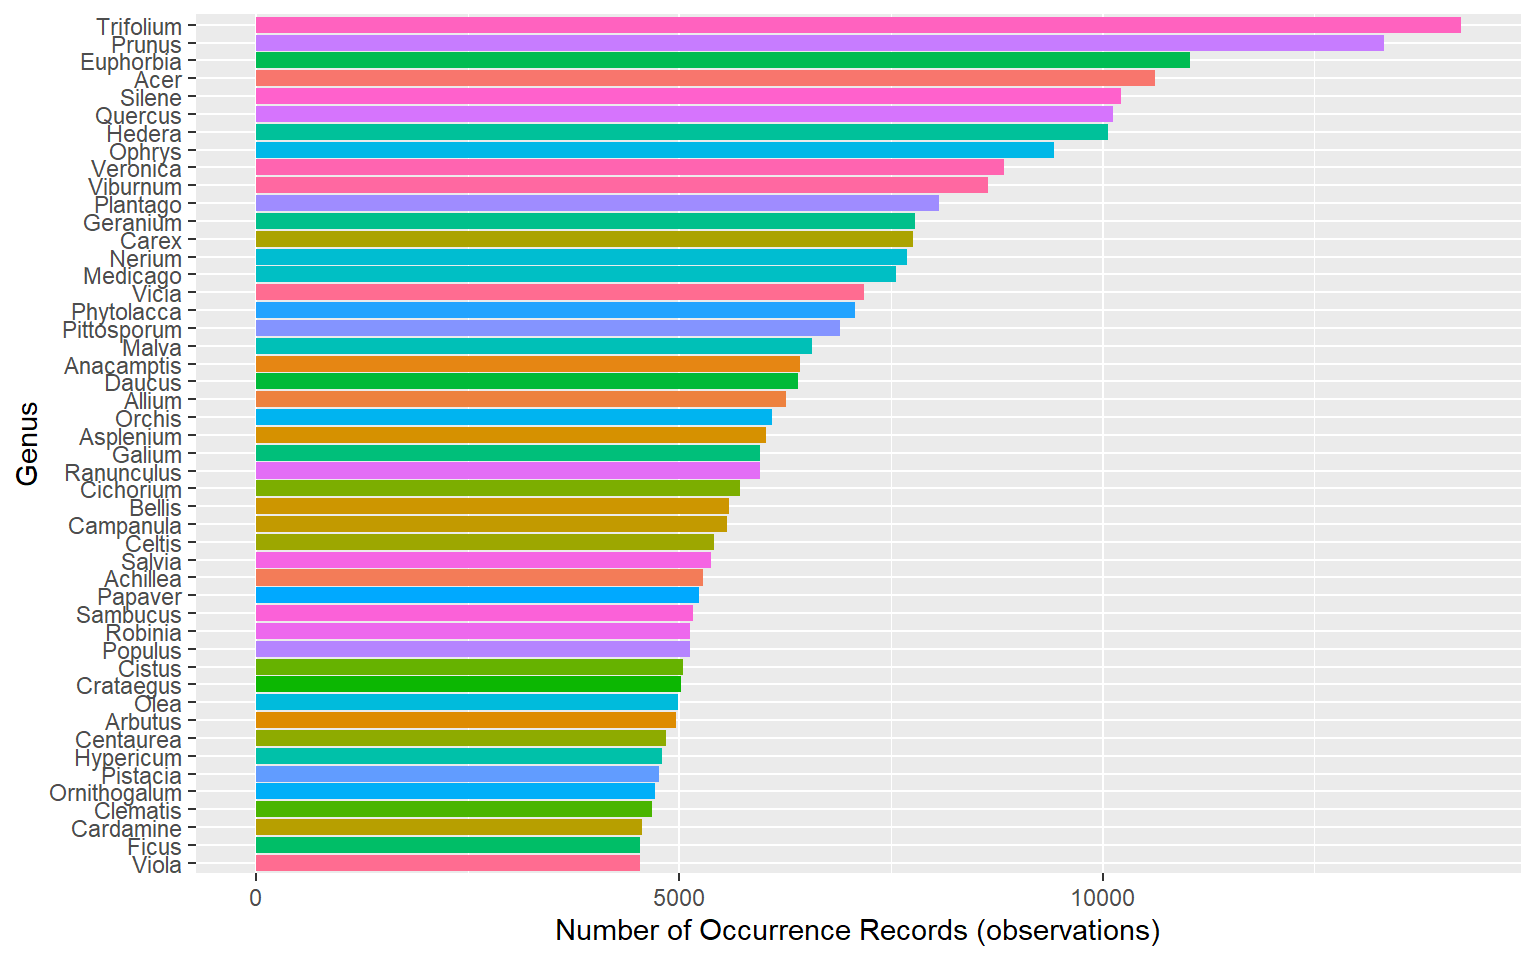 Trifolium
Prunus
Euphorbia
Acer
Silene
Quercus
Hedera
Ophrys
Veronica
Viburnum
Plantago
Geranium
Carex
Nerium
Medicago
Vicia
Phytolacca
Pittosporum
Malva
Anacamptis
Daucus
Allium
Orchis
Asplenium
Galium
Ranunculus
Cichorium
Bellis
Campanula
Celtis
Salvia
Achillea
Papaver
Sambucus
Robinia
Populus
Cistus
Crataegus
Olea
Arbutus
Centaurea
Hypericum
Pistacia
Ornithogalum
Clematis
Cardamine
Ficus
Viola
Genus
0 5000 10000
Number of Occurrence Records (observations)